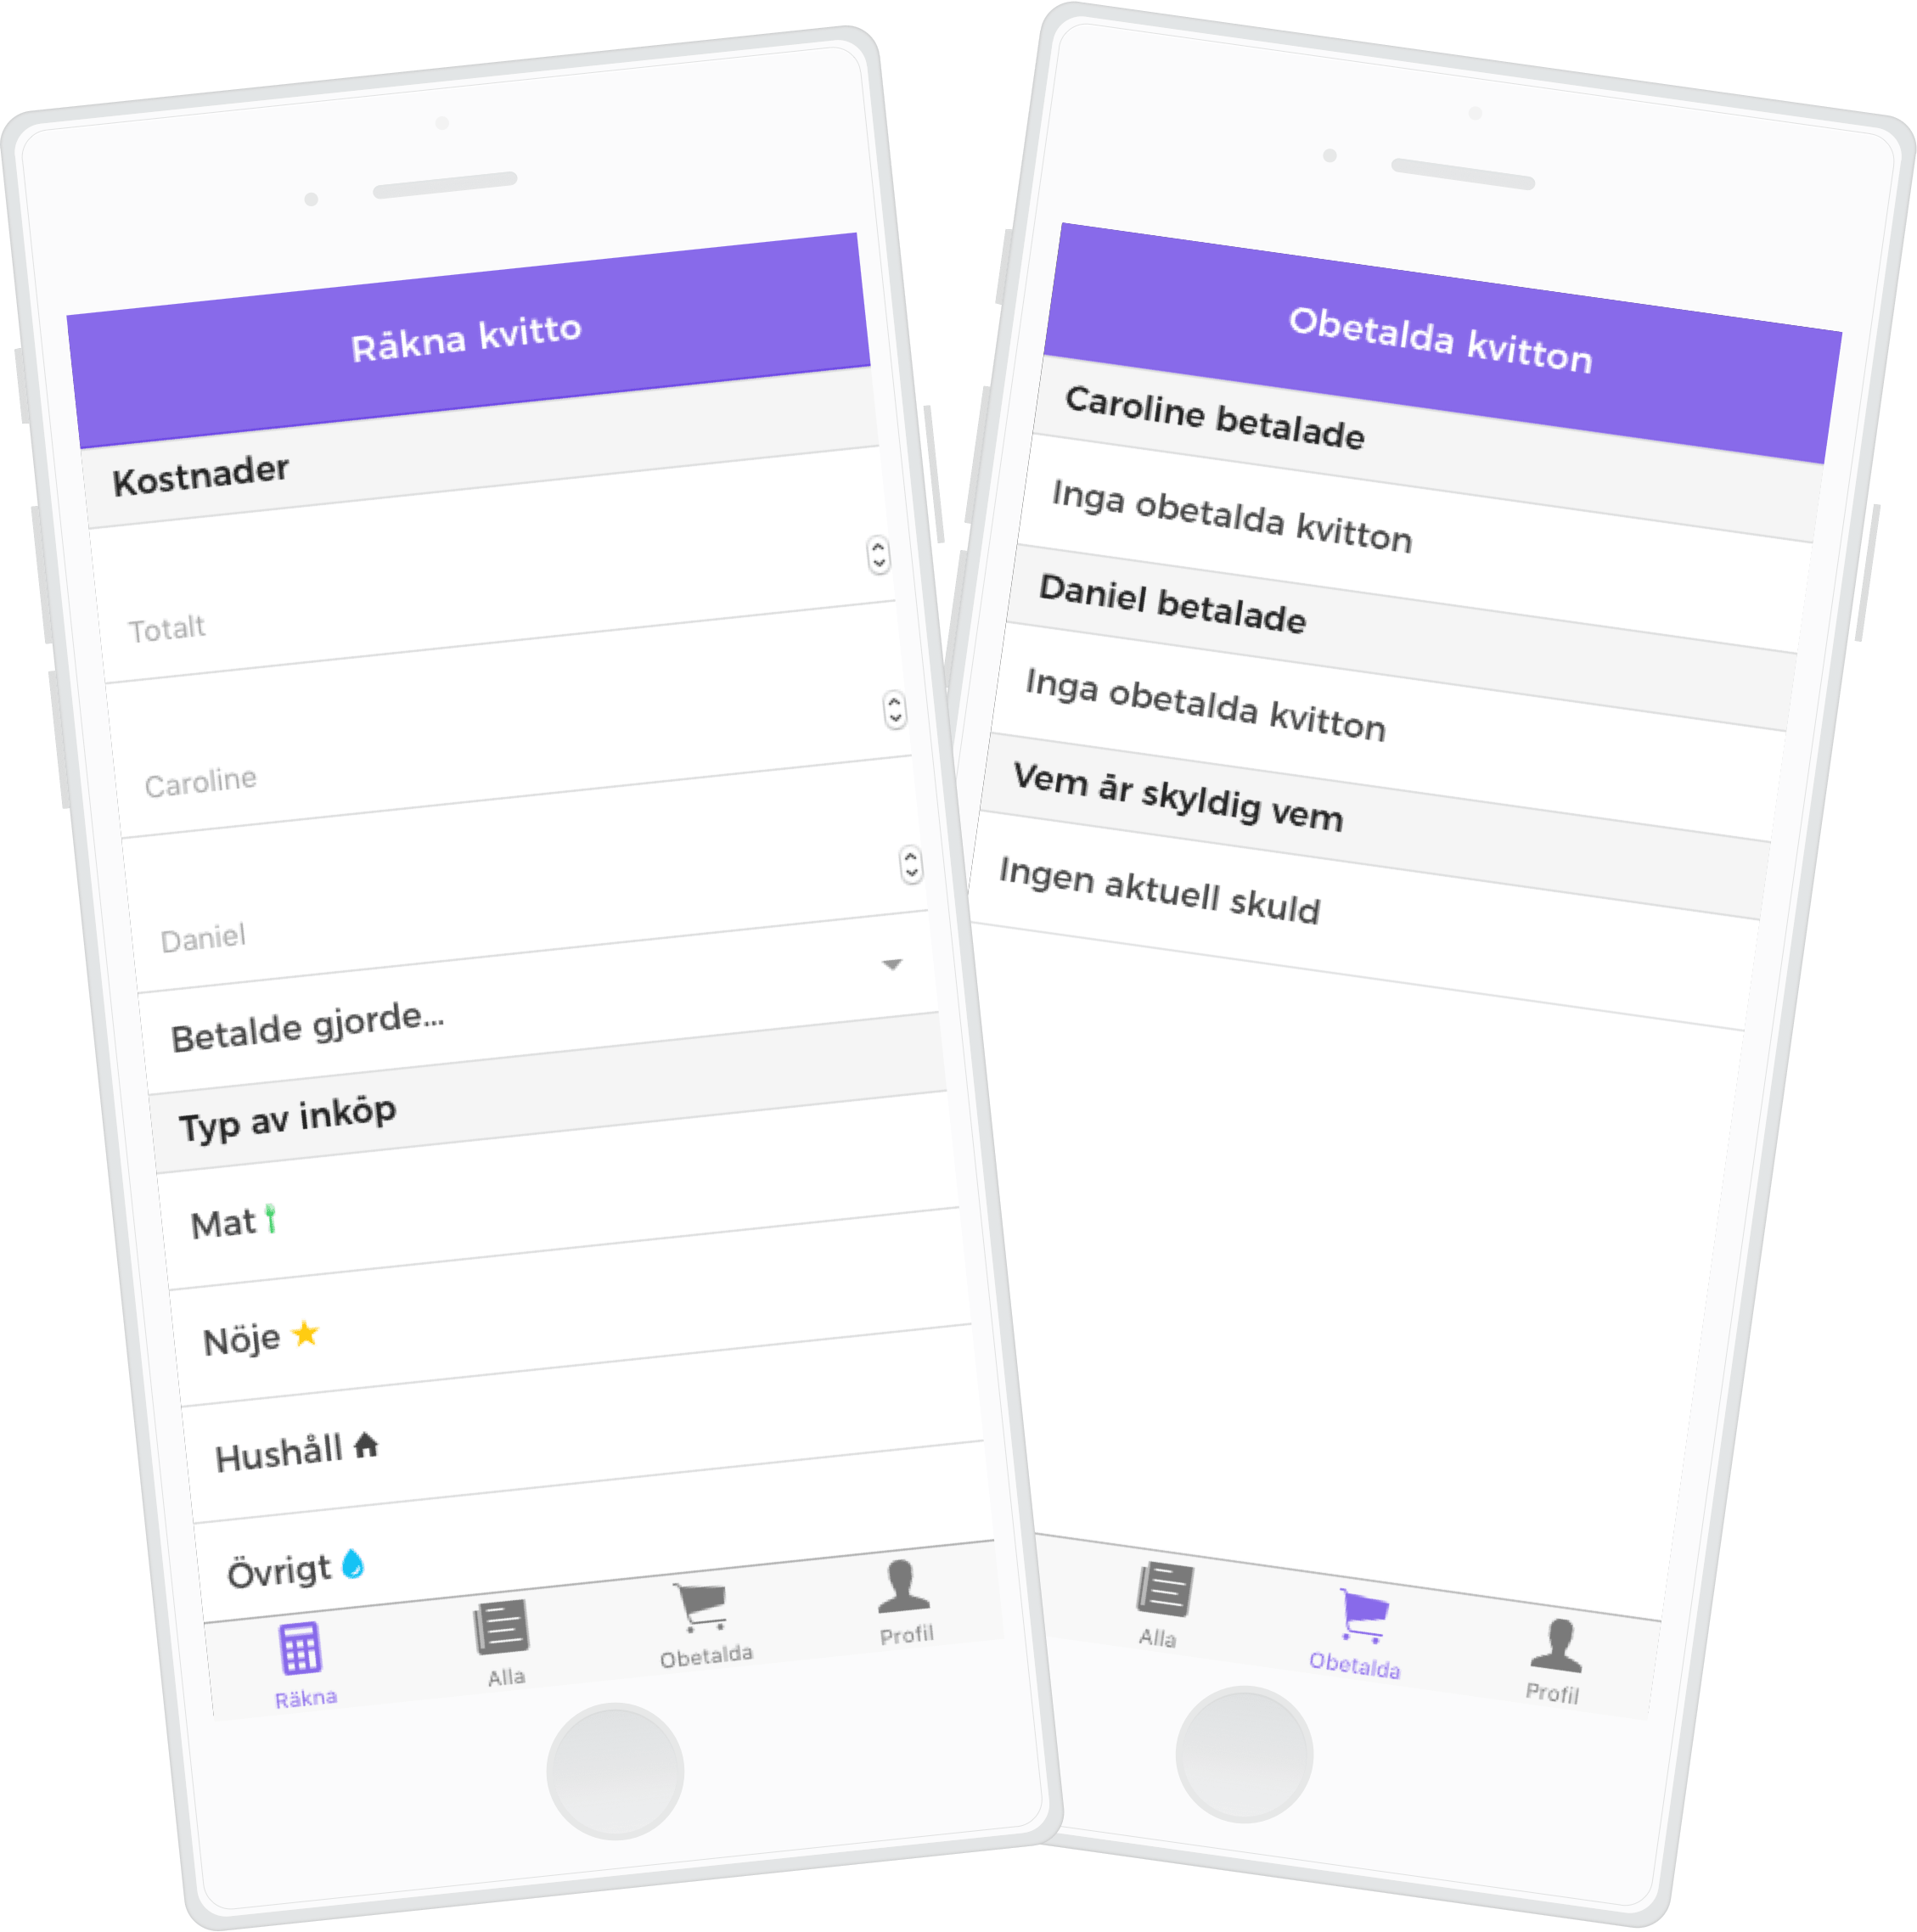 Räkna kvitto
Kostnader
Totalt
Caroline
Daniel
Betalde gjorde...
Typ av inköp
Mat
Nöje
Hushåll
Övrigt
Räkna
Alla
Obetalda
Profil
Obetalda kvitton
Caroline betalade
Inga obetalda kvitton
Daniel betalade
Inga obetalda kvitton
Vem är skyldig vem
Ingen aktuell skuld
Alla
Obetalda
Profil